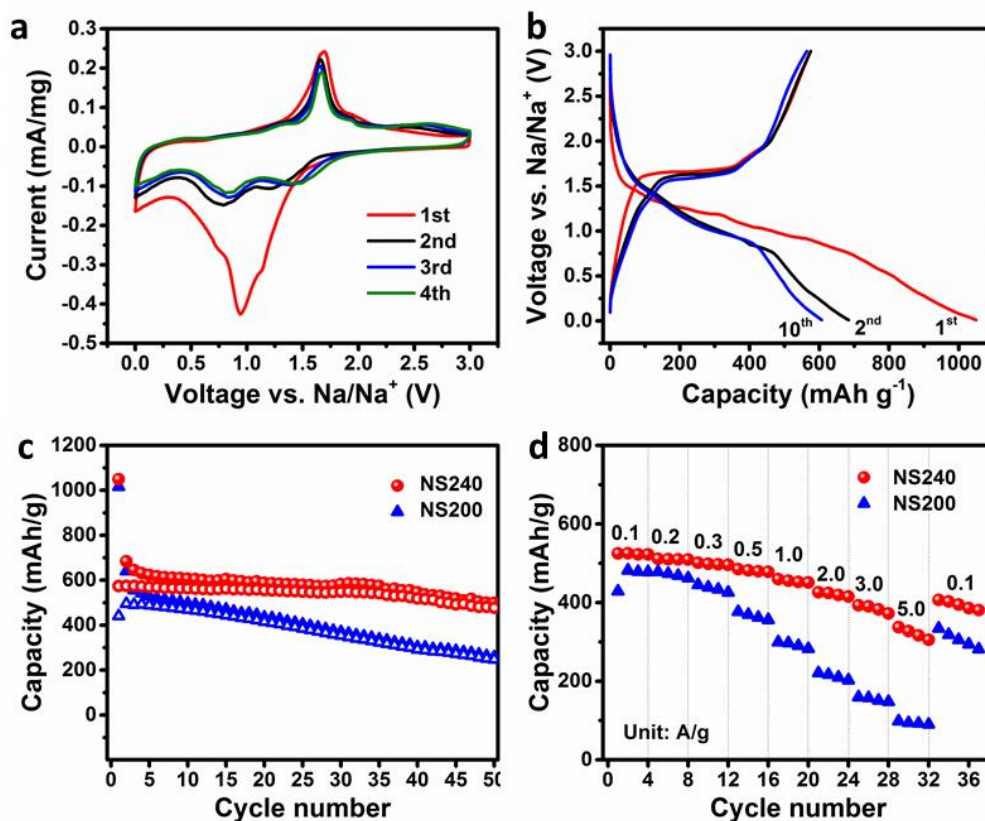 a
0.3
0.2
0.1
0.0
-0.1
-0.2
-0.3
-0.4
-0.5
Current (mA/mg)
1st
2nd
3rd
4th
0.0 0.5 1.0 1.5 2.0 2.5 3.0
Voltage vs. Na/Na⁺ (V)
b
3.0
2.5
2.0
1.5
1.0
0.5
0.0
Voltage vs. Na/Na⁺ (V)
10ᵗʰ 2ⁿᵈ 1ˢᵗ
0 200 400 600 800 1000
Capacity (mAh g⁻¹)
c
1200
1000
800
600
400
200
0
Capacity (mAh/g)
NS240
NS200
0 5 10 15 20 25 30 35 40 45 50
Cycle number
d
800
600
400
200
0
Capacity (mAh/g)
NS240
NS200
0.1 0.2 0.3 0.5 1.0 2.0 3.0 5.0 0.1
Unit: A/g
0 4 8 12 16 20 24 28 32 36
Cycle number